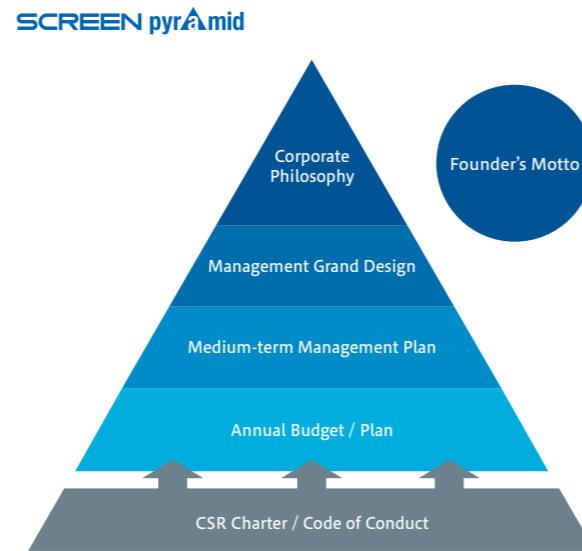 SCREEN pyramid
Corporate
Philosophy
Founder’s Motto
Management Grand Design
Medium-term Management Plan
Annual Budget / Plan
CSR Charter / Code of Conduct